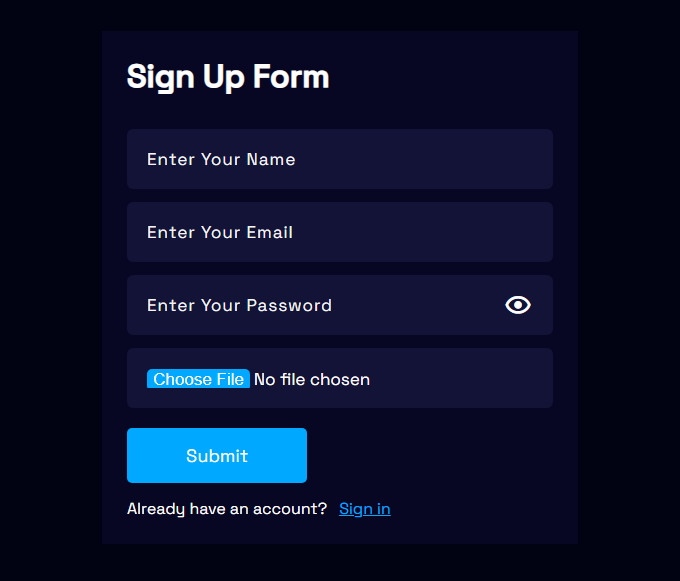 Sign Up Form
Enter Your Name
Enter Your Email
Enter Your Password
Choose File No file chosen
Submit
Already have an account? Sign in